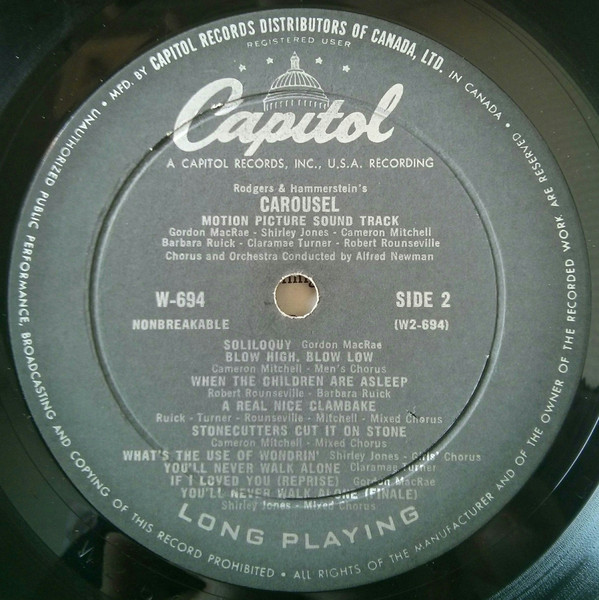 • MFD. BY CAPITOL RECORDS DISTRIBUTORS OF CANADA, LTD. IN CANADA •
REGISTERED USER
Capitol
A CAPITOL RECORDS, INC., U.S.A. RECORDING
Rodgers & Hammerstein's
CAROUSEL
MOTION PICTURE SOUND TRACK
Gordon MacRae - Shirley Jones - Cameron Mitchell
Barbara Ruick - Claramae Turner - Robert Rounseville
Chorus and Orchestra Conducted by Alfred Newman
W-694
SIDE 2
NONBREAKABLE
(W2-694)
SOLILOQUY Gordon MacRae
BLOW HIGH, BLOW LOW
Cameron Mitchell - Men's Chorus
WHEN THE CHILDREN ARE ASLEEP
Robert Rounseville - Barbara Ruick
A REAL NICE CLAMBAKE
Ruick - Turner - Rounseville - Mitchell - Mixed Chorus
STONECUTTERS CUT IT ON STONE
Cameron Mitchell - Mixed Chorus
WHAT'S THE USE OF WONDRIN' Shirley Jones - Girls' Chorus
YOU'LL NEVER WALK ALONE Claramae Turner
IF I LOVED YOU (REPRISE) Gordon MacRae
YOU'LL NEVER WALK ALONE (FINALE)
Shirley Jones - Mixed Chorus
LONG PLAYING
UNAUTHORIZED PUBLIC PERFORMANCE, BROADCASTING AND COPYING OF THIS RECORD PROHIBITED • ALL RIGHTS OF THE MANUFACTURER AND OF THE OWNER OF THE RECORDED WORK ARE RESERVED